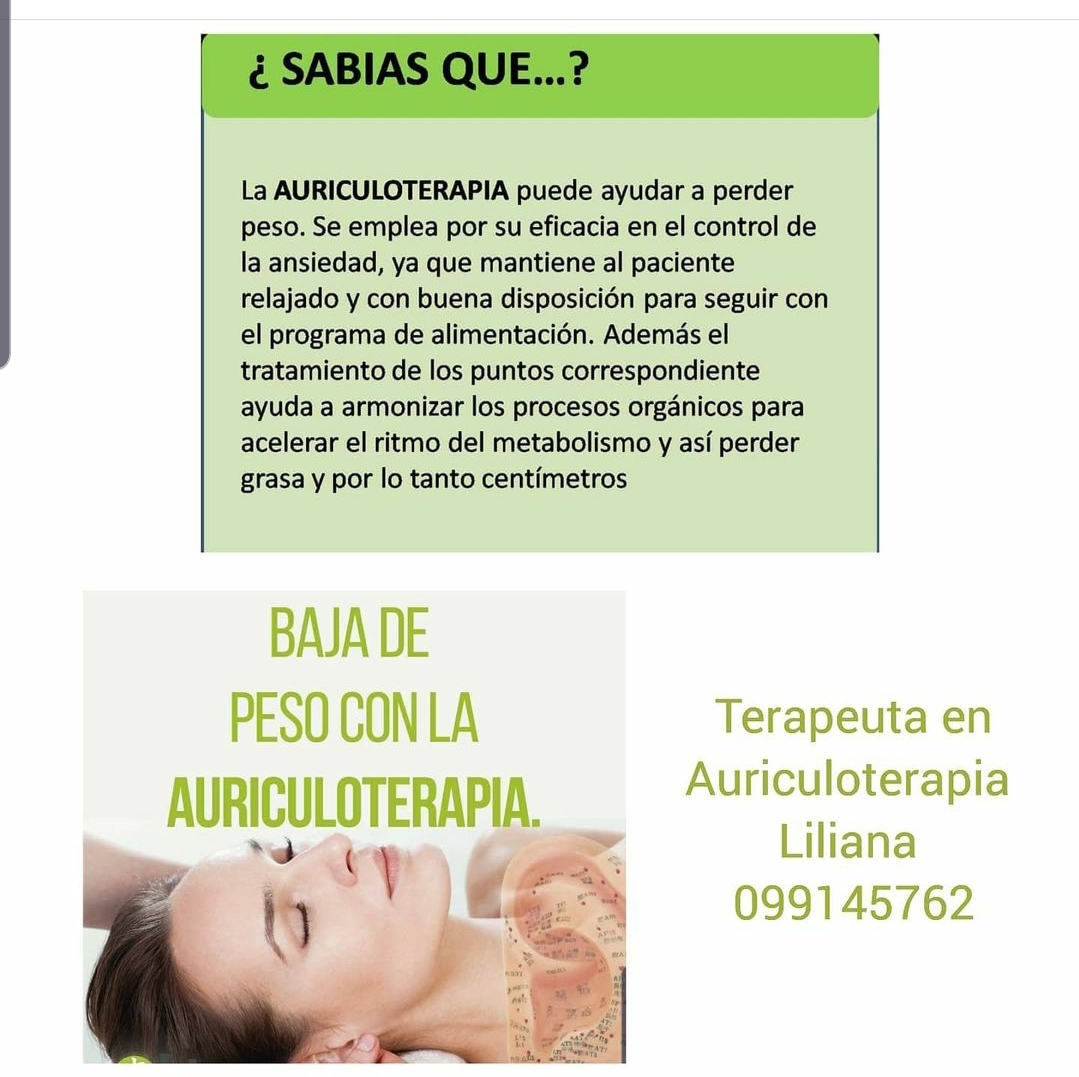 ¿ SABIAS QUE...?
La AURICULOTERAPIA puede ayudar a perder
peso. Se emplea por su eficacia en el control de
la ansiedad, ya que mantiene al paciente
relajado y con buena disposición para seguir con
el programa de alimentación. Además el
tratamiento de los puntos correspondiente
ayuda a armonizar los procesos orgánicos para
acelerar el ritmo del metabolismo y así perder
grasa y por lo tanto centímetros
BAJA DE
PESO CON LA
AURICULOTERAPIA.
Terapeuta en
Auriculoterapia
Liliana
099145762